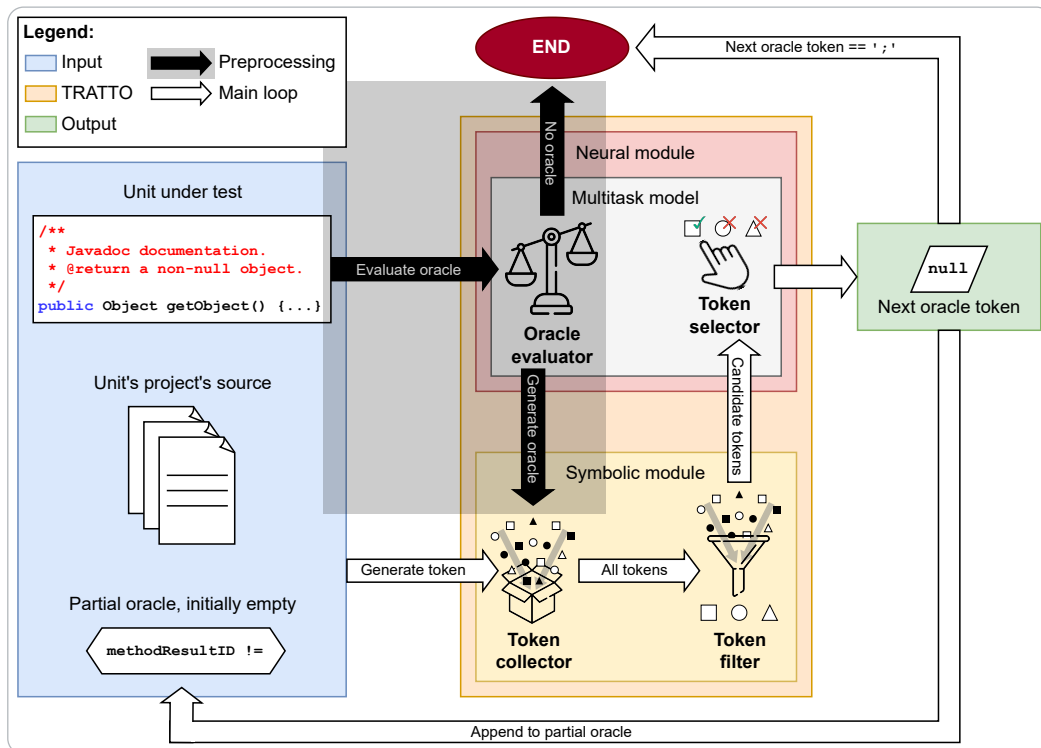 Legend:
Input
Preprocessing
TRATTO
Main loop
Output
END
Next oracle token == ';'
No oracle
Neural module
Multitask model
Unit under test
/**
* Javadoc documentation.
* @return a non-null object.
*/
public Object getObject() {...}
Evaluate oracle
Oracle
evaluator
Token
selector
null
Next oracle token
Generate oracle
Candidate tokens
Unit's project's source
Symbolic module
Generate token
All tokens
Token
collector
Token
filter
Partial oracle, initially empty
methodResultID !=
Append to partial oracle